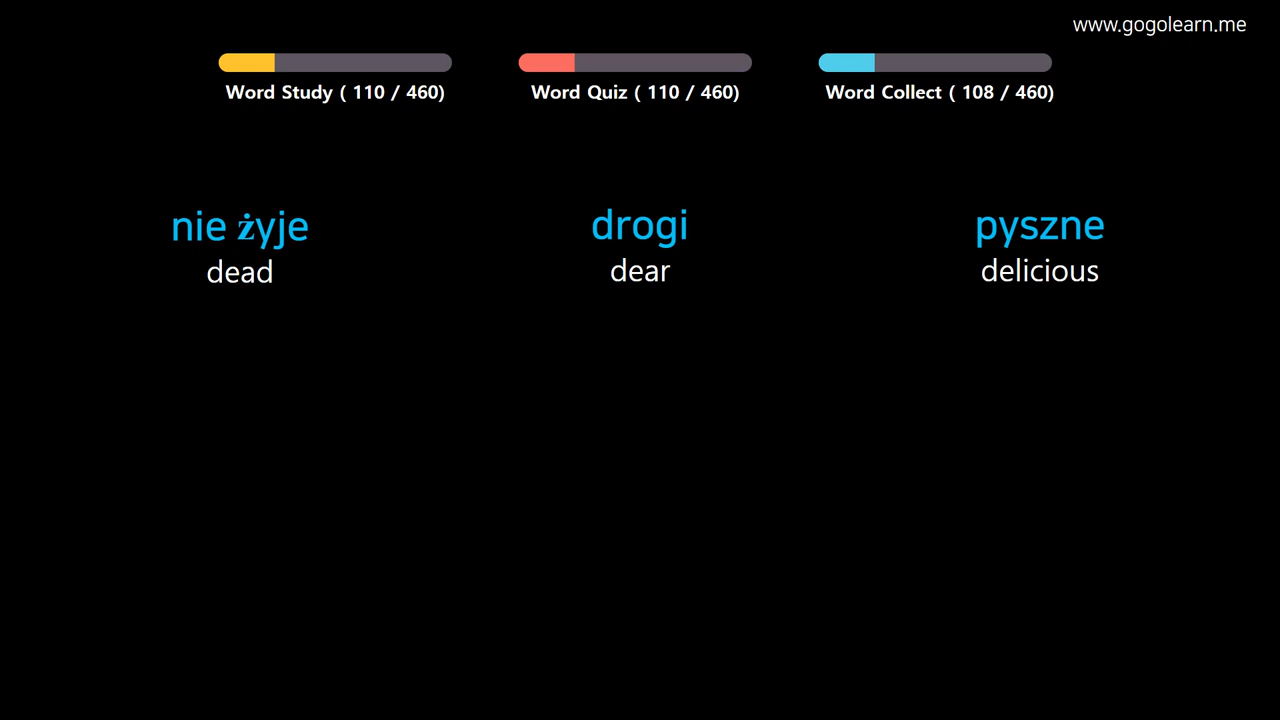 www.gogolearn.me
Word Study ( 110 / 460)
Word Quiz ( 110 / 460)
Word Collect ( 108 / 460)
nie żyje
dead
drogi
dear
pyszne
delicious